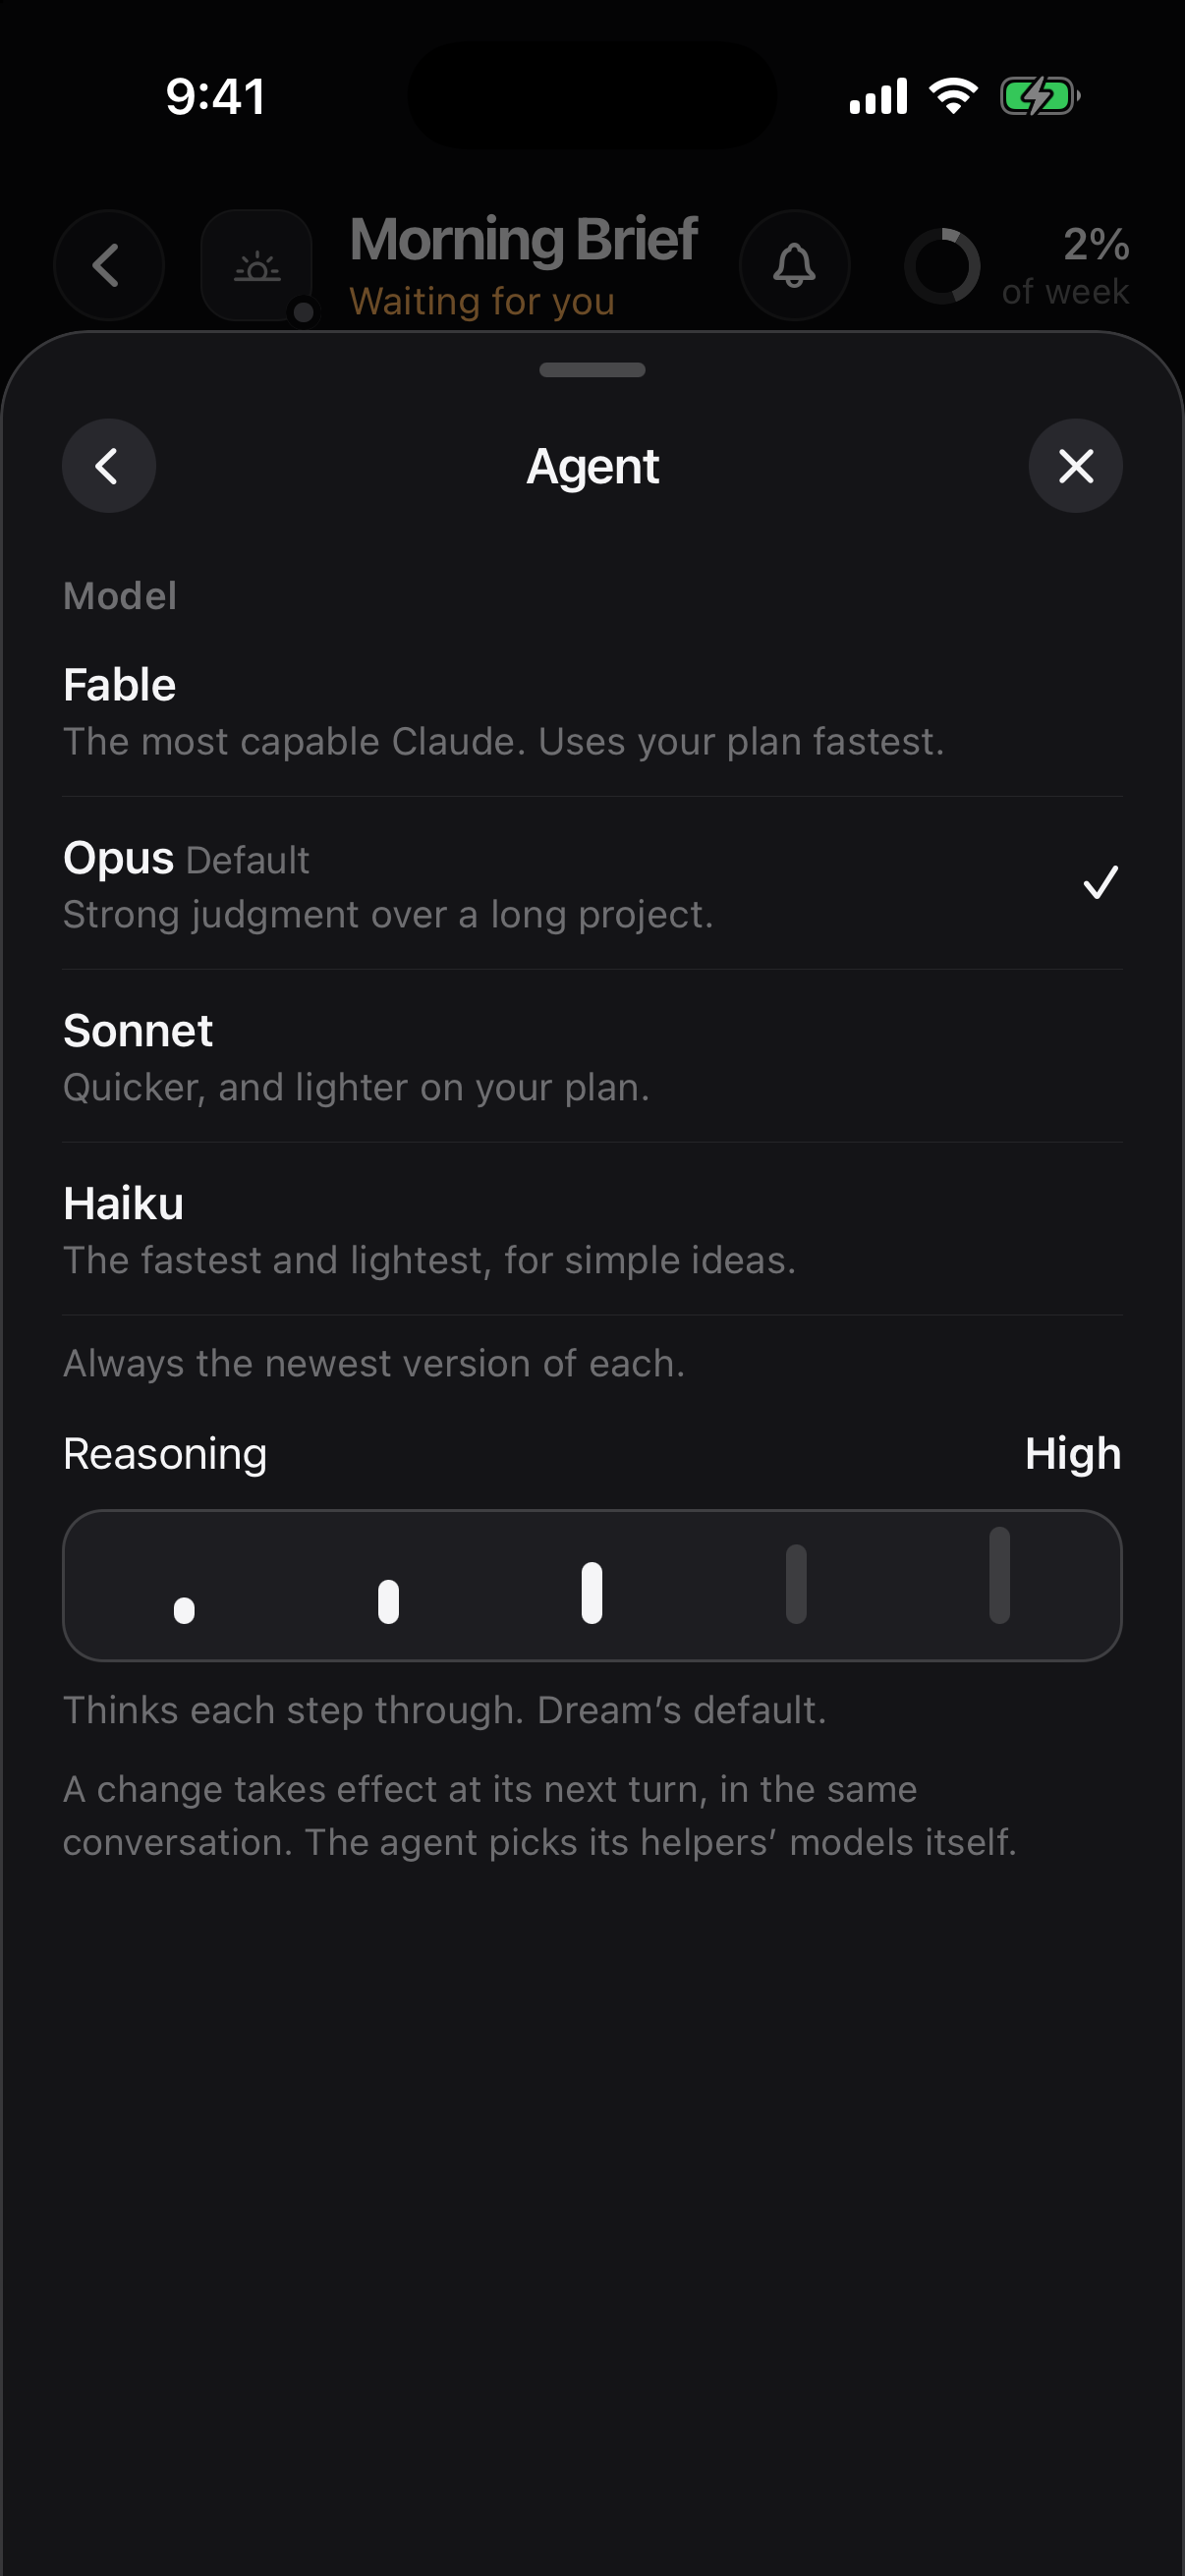 9:41
Morning Brief
Waiting for you
2%
of week
Agent
Model
Fable
The most capable Claude. Uses your plan fastest.
Opus Default
Strong judgment over a long project.
Sonnet
Quicker, and lighter on your plan.
Haiku
The fastest and lightest, for simple ideas.
Always the newest version of each.
Reasoning
High
Thinks each step through. Dream’s default.
A change takes effect at its next turn, in the same
conversation. The agent picks its helpers’ models itself.